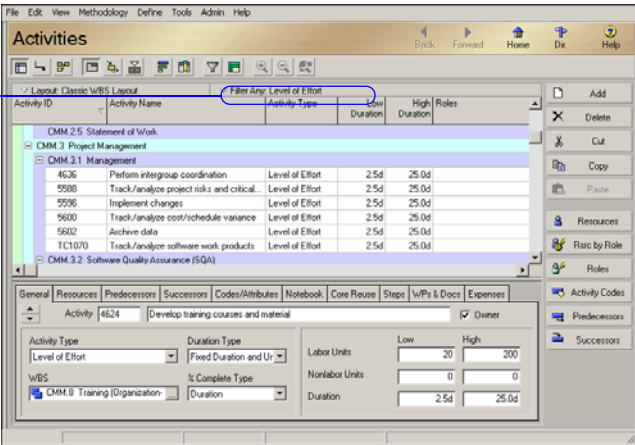 File Edit View Methodology Define Tools Admin Help
Activities
Back Forward Home Dir. Help
Layout: Classic WBS Layout Filter Any: Level of Effort
Activity ID Activity Name Activity Type Low Duration High Duration Roles
CMM.2.5 Statement of Work
CMM.3 Project Management
CMM.3.1 Management
4636 Perform intergroup coordination Level of Effort 2.5d 25.0d
5588 Track/analyze project risks and critical... Level of Effort 2.5d 25.0d
5596 Implement changes Level of Effort 2.5d 25.0d
5600 Track/analyze cost/schedule variance Level of Effort 2.5d 25.0d
5602 Archive data Level of Effort 2.5d 25.0d
TC1070 Track/analyze software work products Level of Effort 2.5d 25.0d
CMM.3.2 Software Quality Assurance (SQA)
Add
Delete
Cut
Copy
Paste
Resources
Rsrc by Role
Roles
Activity Codes
Predecessors
Successors
General Resources Predecessors Successors Codes/Attributes Notebook Core Reuse Steps WPs & Docs Expenses
Activity 4624 Develop training courses and material Owner
Activity Type Duration Type Low High
Level of Effort Fixed Duration and Ur Labor Units 20 200
WBS % Complete Type Nonlabor Units 0 0
CMM.8 Training (Organization- ... Duration Duration 2.5d 25.0d